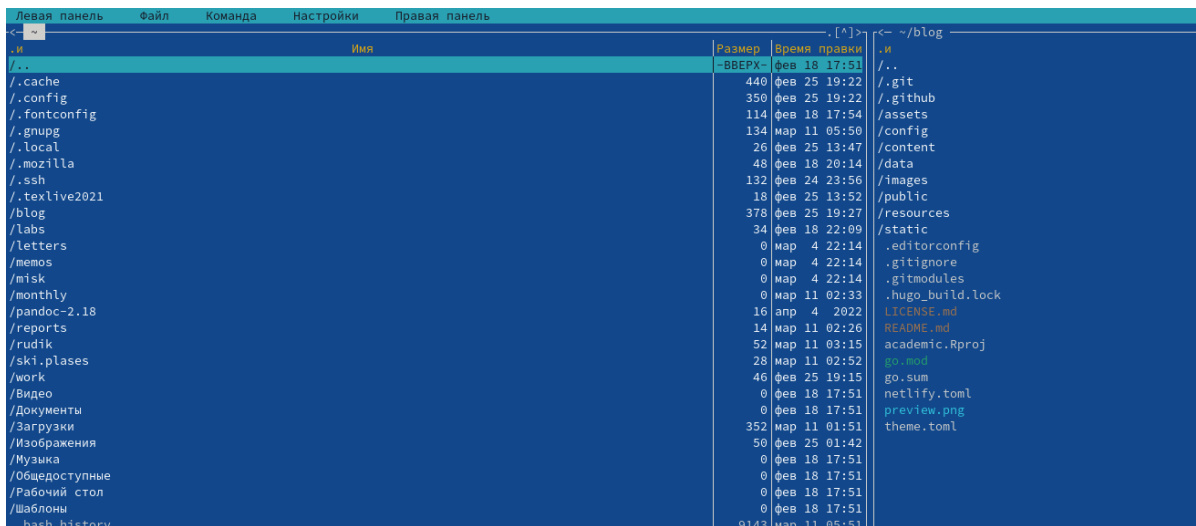 Левая панель Файл Команда Настройки Правая панель
<— ~ .[^]>
.и Имя Размер Время правки
/.. -ВВЕРХ- фев 18 17:51
/.cache 440 фев 25 19:22
/.config 350 фев 25 19:22
/.fontconfig 114 фев 18 17:54
/.gnupg 134 мар 11 05:50
/.local 26 фев 25 13:47
/.mozilla 48 фев 18 20:14
/.ssh 132 фев 24 23:56
/.texlive2021 18 фев 25 13:52
/blog 378 фев 25 19:27
/labs 34 фев 18 22:09
/letters 0 мар 4 22:14
/memos 0 мар 4 22:14
/misk 0 мар 4 22:14
/monthly 0 мар 11 02:33
/pandoc-2.18 16 апр 4 2022
/reports 14 мар 11 02:26
/rudik 52 мар 11 03:15
/ski.plases 28 мар 11 02:52
/work 46 фев 25 19:15
/Видео 0 фев 18 17:51
/Документы 0 фев 18 17:51
/Загрузки 352 мар 11 01:51
/Изображения 50 фев 25 01:42
/Музыка 0 фев 18 17:51
/Общедоступные 0 фев 18 17:51
/Рабочий стол 0 фев 18 17:51
/Шаблоны 0 фев 18 17:51
.bash_history 9143 мар 11 05:51
<— ~/blog
.и
/..
/.git
/.github
/assets
/config
/content
/data
/images
/public
/resources
/static
.editorconfig
.gitignore
.gitmodules
.hugo_build.lock
LICENSE.md
README.md
academic.Rproj
go.mod
go.sum
netlify.toml
preview.png
theme.toml